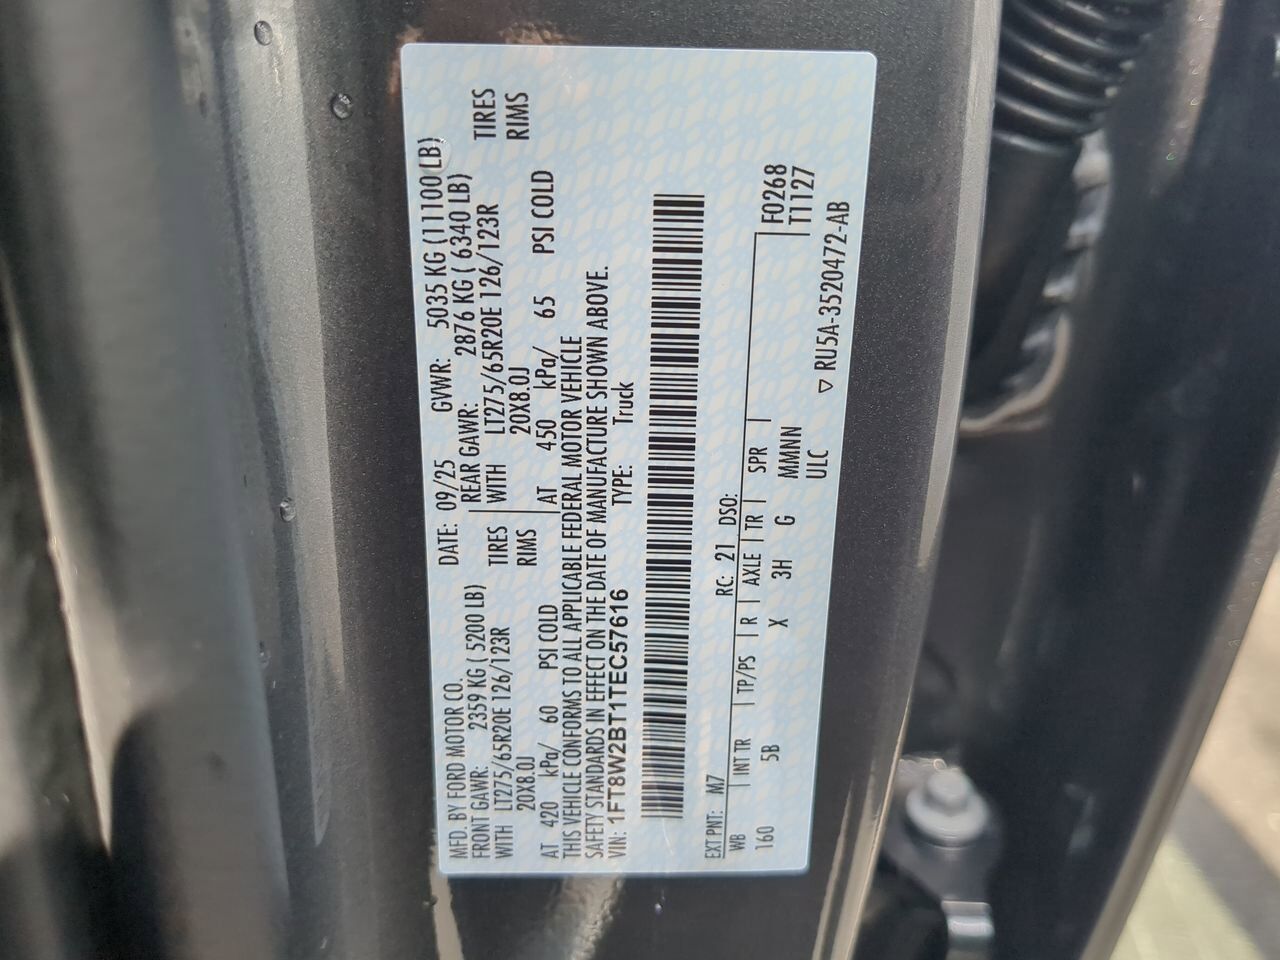 MFD. BY FORD MOTOR CO. DATE: 09/25 GVWR: 5035 KG (11100 LB)
FRONT GAWR: 2359 KG ( 5200 LB) REAR GAWR: 2876 KG ( 6340 LB)
WITH LT275/65R20E 126/123R TIRES WITH LT275/65R20E 126/123R TIRES
20X8.0J RIMS 20X8.0J RIMS
AT 420 kPa/ 60 PSI COLD AT 450 kPa/ 65 PSI COLD
THIS VEHICLE CONFORMS TO ALL APPLICABLE FEDERAL MOTOR VEHICLE
SAFETY STANDARDS IN EFFECT ON THE DATE OF MANUFACTURE SHOWN ABOVE.
VIN: 1FT8W2BT1TEC57616 TYPE: Truck
EXT PNT: M7 RC: 21 DSO:
WB INT TR TP/PS R AXLE TR SPR F0268
160 5B X 3H G MMNN T1127
ULC
▽ RU5A-3520472-AB